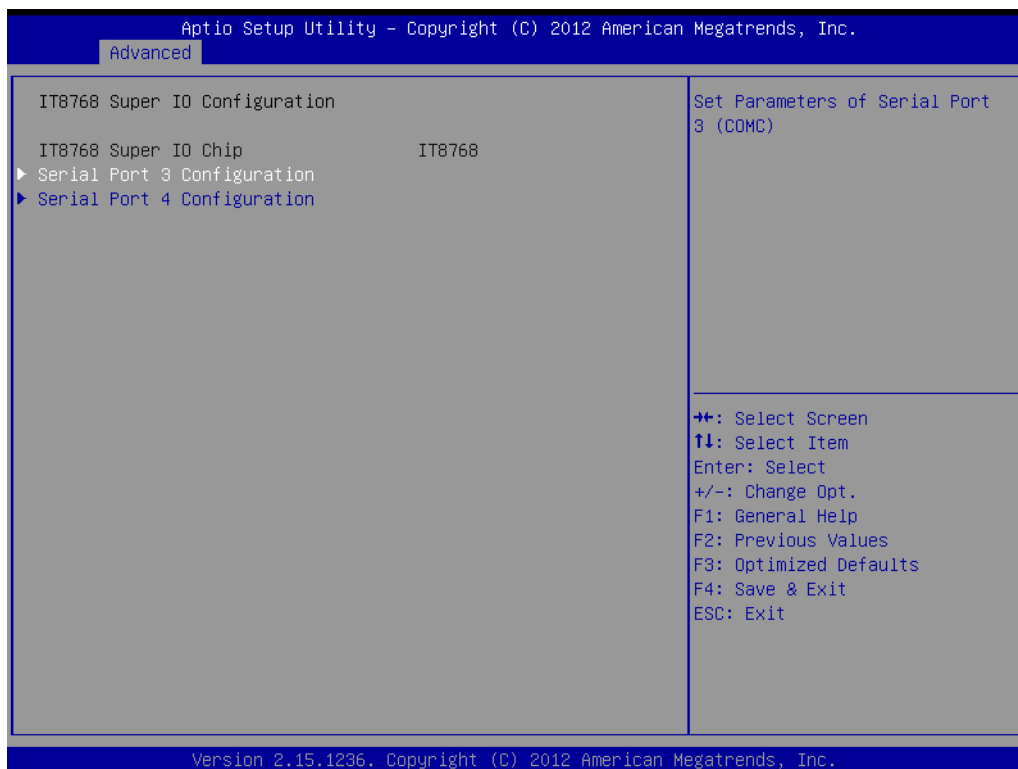 Aptio Setup Utility – Copyright (C) 2012 American Megatrends, Inc.
Advanced
IT8768 Super IO Configuration
IT8768 Super IO Chip IT8768
▶ Serial Port 3 Configuration
▶ Serial Port 4 Configuration
Set Parameters of Serial Port
3 (COMC)
→←: Select Screen
↑↓: Select Item
Enter: Select
+/-: Change Opt.
F1: General Help
F2: Previous Values
F3: Optimized Defaults
F4: Save & Exit
ESC: Exit
Version 2.15.1236. Copyright (C) 2012 American Megatrends, Inc.